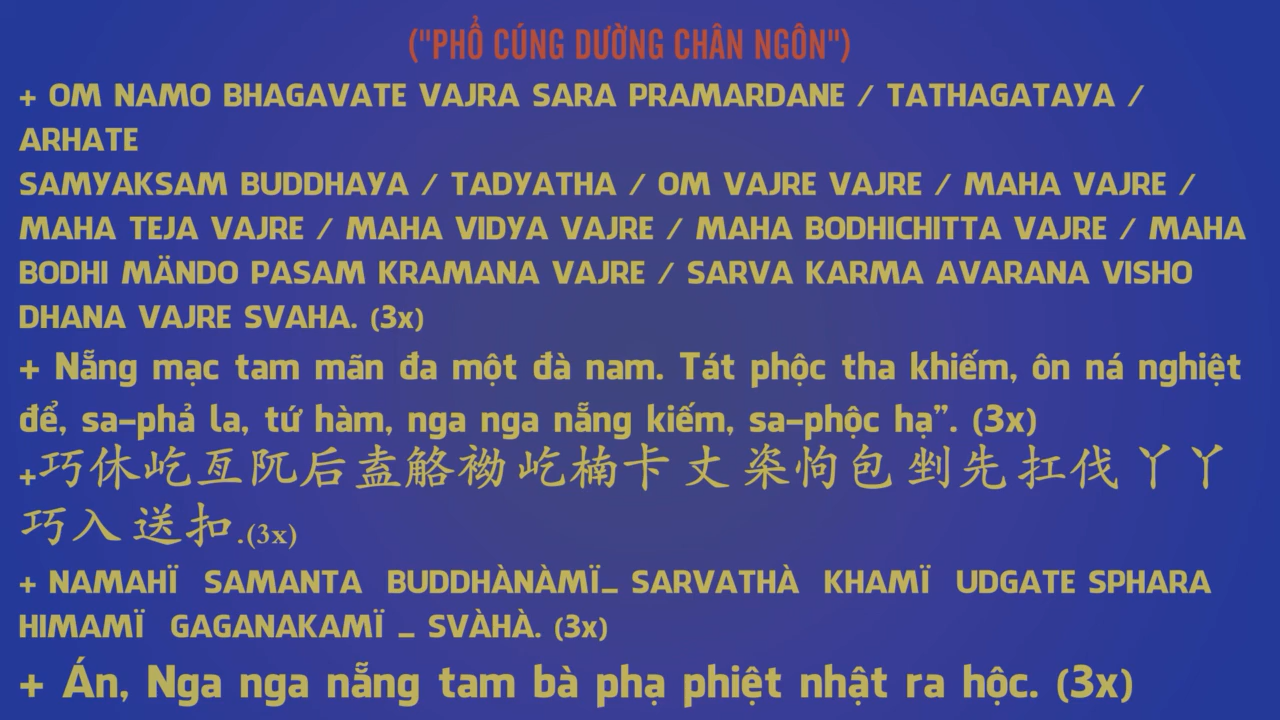 ("PHỔ CÚNG DƯỜNG CHÂN NGÔN")
+ OM NAMO BHAGAVATE VAJRA SARA PRAMARDANE / TATHAGATAYA /
ARHATE
SAMYAKSAM BUDDHAYA / TADYATHA / OM VAJRE VAJRE / MAHA VAJRE /
MAHA TEJA VAJRE / MAHA VIDYA VAJRE / MAHA BODHICHITTA VAJRE / MAHA
BODHI MÄNDO PASAM KRAMANA VAJRE / SARVA KARMA AVARANA VISHO
DHANA VAJRE SVAHA. (3x)
+ Nẵng mạc tam mãn đa một đà nam. Tát phộc tha khiếm, ôn ná nghiệt
để, sa-phả la, tứ hàm, nga nga nẵng kiếm, sa-phộc hạ”. (3x)
+巧休屹亙阢后盍觡袎屹楠卡丈栥怐包剉先扛伐丫丫
巧入送扣.(3x)
+ NAMAHÏ SAMANTA BUDDHÀNÀMÏ_ SARVATHÀ KHAMÏ UDGATE SPHARA
HIMAMÏ GAGANAKAMÏ _ SVÀHÀ. (3x)
+ Án, Nga nga nẵng tam bà phạ phiệt nhật ra hộc. (3x)